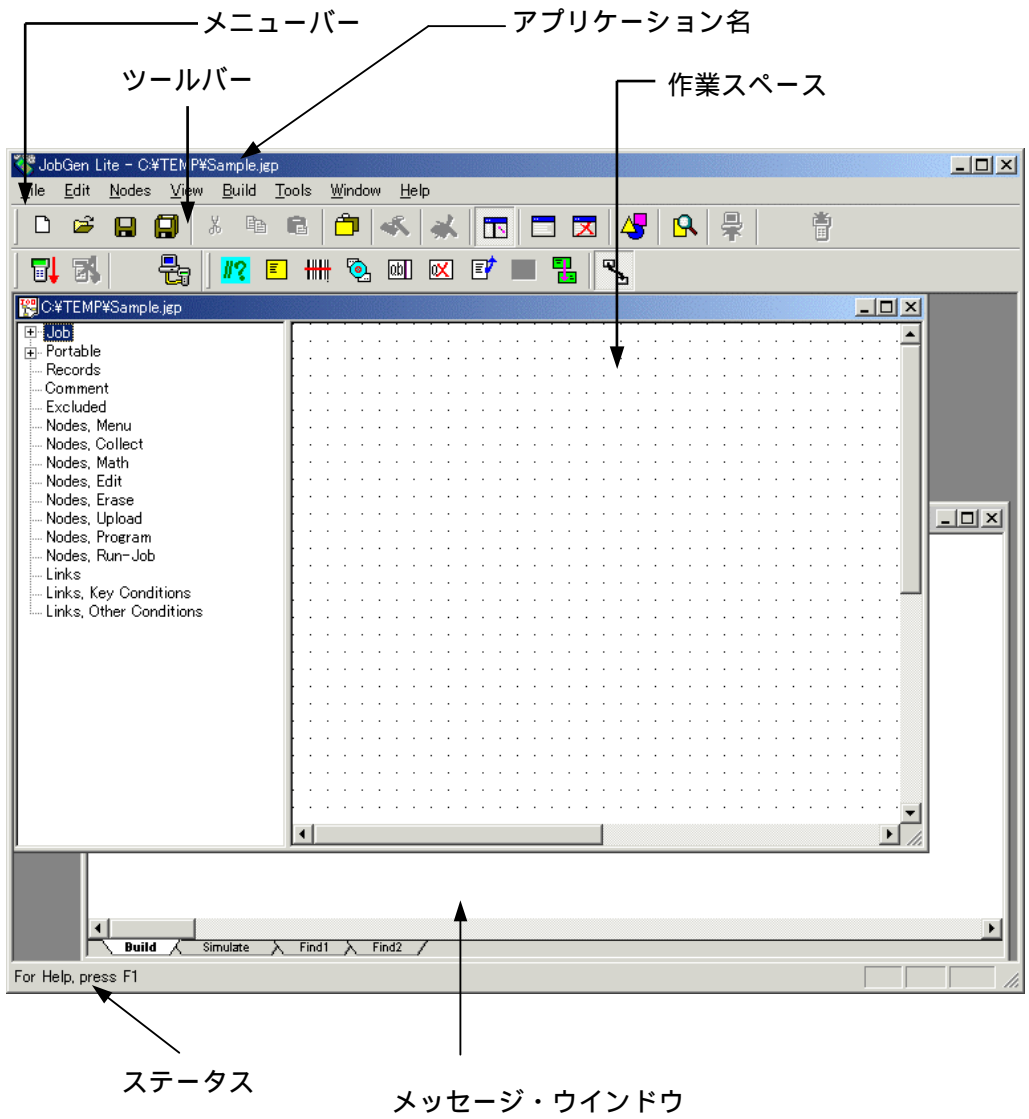 メニューバー
アプリケーション名
ツールバー
作業スペース
JobGen Lite - C:¥TEMP¥Sample.jgp
File Edit Nodes View Build Tools Window Help
C:¥TEMP¥Sample.jgp
Job
Portable
Records
Comment
Excluded
Nodes, Menu
Nodes, Collect
Nodes, Math
Nodes, Edit
Nodes, Erase
Nodes, Upload
Nodes, Program
Nodes, Run-Job
Links
Links, Key Conditions
Links, Other Conditions
Build Simulate Find1 Find2
For Help, press F1
ステータス
メッセージ・ウインドウ